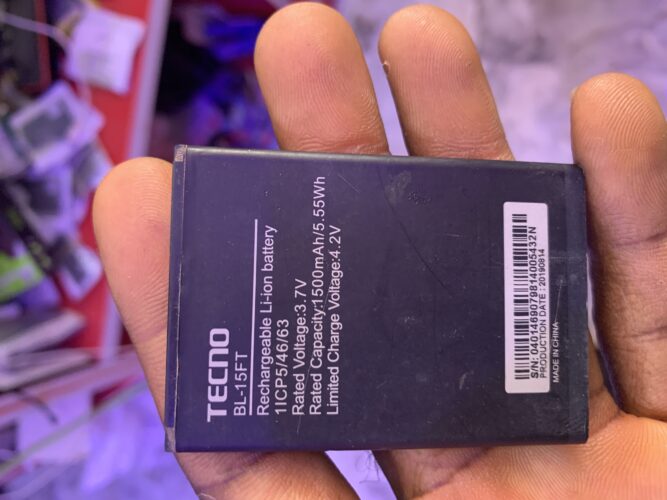 TECNO
BL-15FT
Rechargeable Li-ion battery
1ICP5/46/63
Rated Voltage:3.7V
Rated Capacity:1500mAh/5.55Wh
Limited Charge Voltage:4.2V
S/N: 0401469079814005432N
PRODUCTION DATE : 20190814
MADE IN CHINA